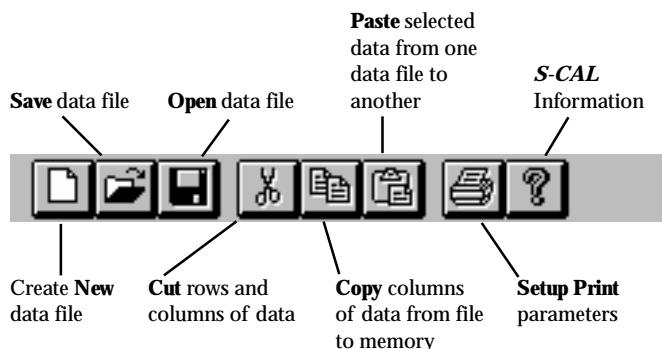 Paste selected
data from one
data file to
another
S-CAL
Information
Save data file
Open data file
Create New
data file
Cut rows and
columns of data
Copy columns
of data from file
to memory
Setup Print
parameters